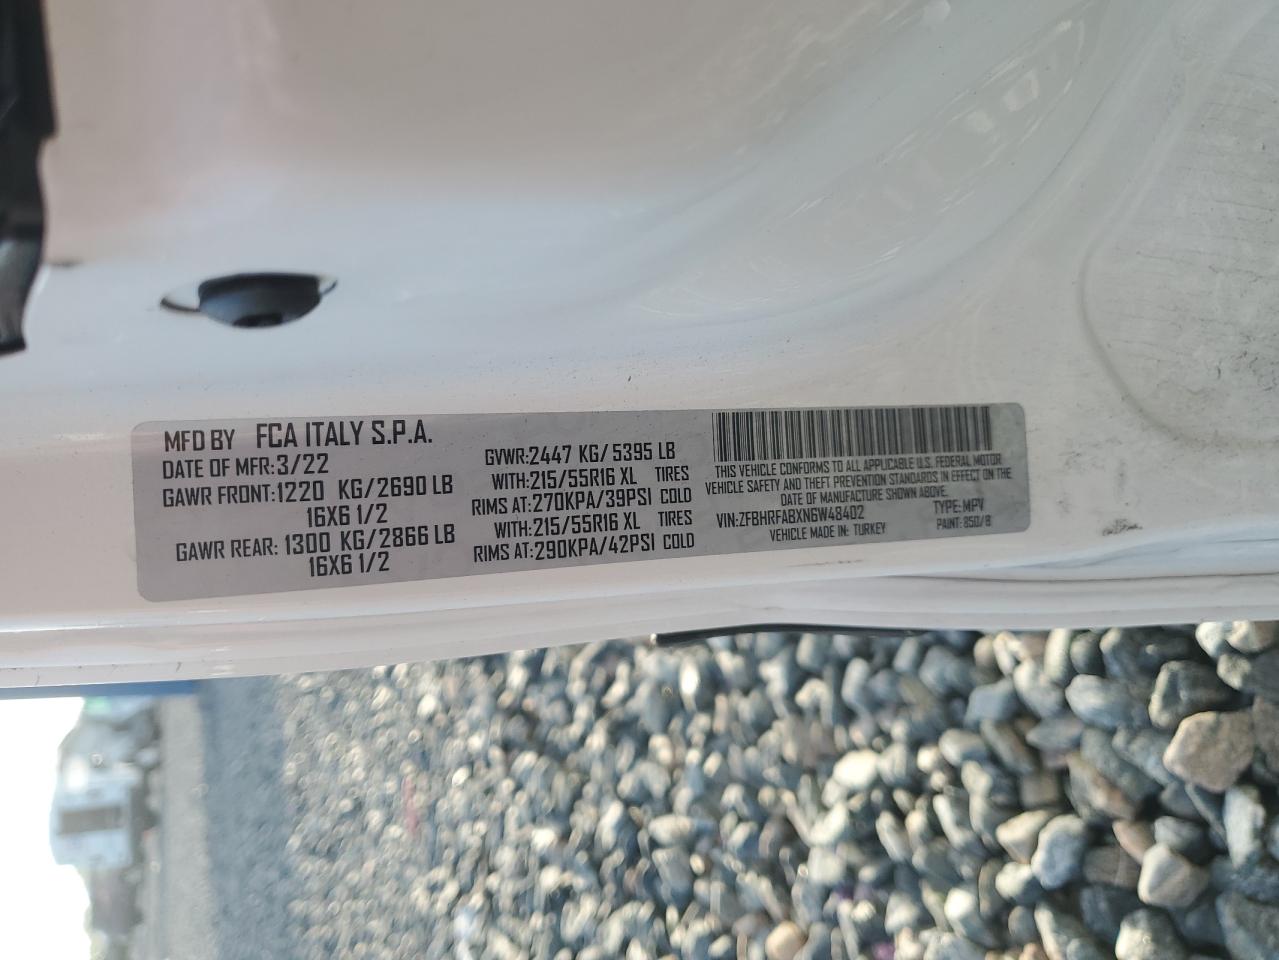 MFD BY FCA ITALY S.P.A.
DATE OF MFR:3/22
GAWR FRONT:1220 KG/2690 LB
16X6 1/2
GAWR REAR: 1300 KG/2866 LB
16X6 1/2
GVWR:2447 KG/5395 LB
WITH:215/55R16 XL TIRES
RIMS AT:270KPA/39PSI COLD
WITH:215/55R16 XL TIRES
RIMS AT:290KPA/42PSI COLD
THIS VEHICLE CONFORMS TO ALL APPLICABLE U.S. FEDERAL MOTOR
VEHICLE SAFETY AND THEFT PREVENTION STANDARDS IN EFFECT ON THE
DATE OF MANUFACTURE SHOWN ABOVE.
VIN:ZFBHRFABXN6W48402 TYPE:MPV
VEHICLE MADE IN: TURKEY PAINT: 850/B